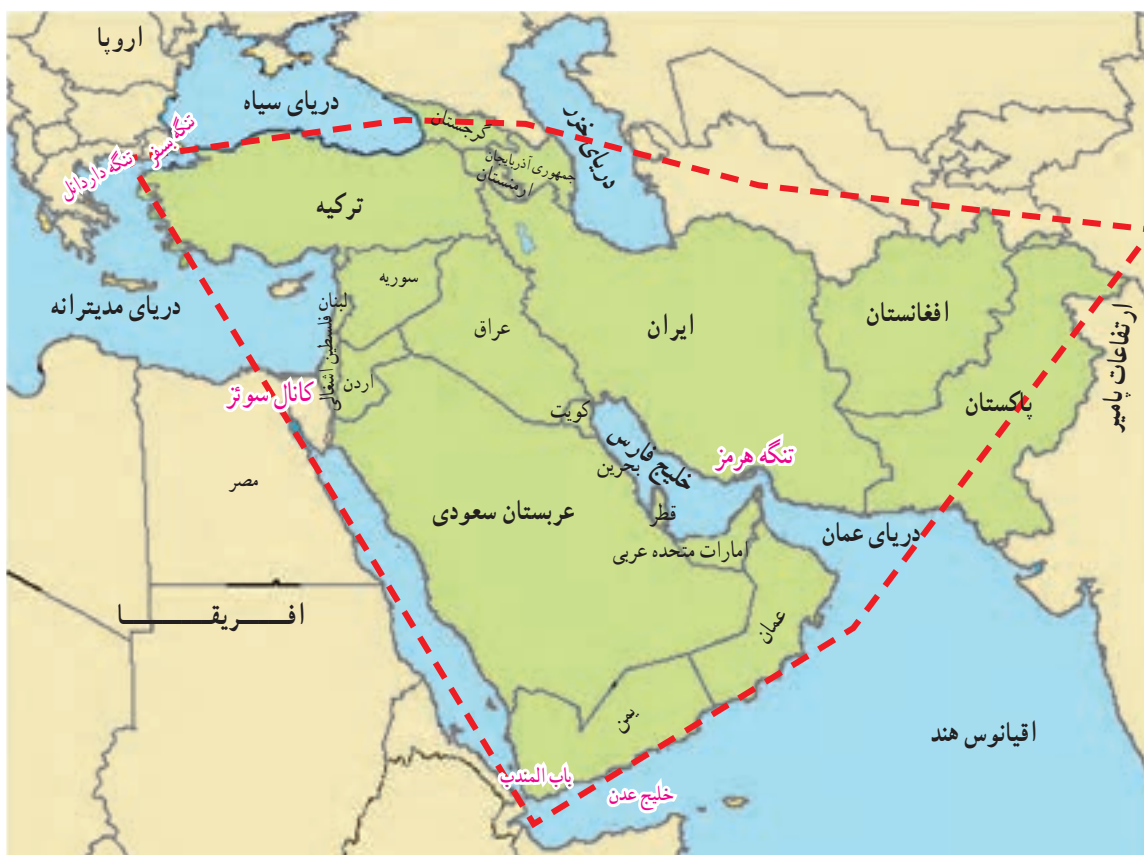 اروپا
دریای سیاه
دریای خزر
تنگه بسفر
تنگه داردانل
گرجستان
جمهوری آذربایجان
ارمنستان
ترکیه
سوریه
لبنان
فلسطین اشغالی
دریای مدیترانه
عراق
ایران
افغانستان
ارتفاعات پامیر
پاکستان
کانال سوئز
اردن
کویت
خلیج فارس
تنگه هرمز
بحرین
قطر
مصر
عربستان سعودی
امارات متحده عربی
دریای عمان
افریقا
عمان
یمن
اقیانوس هند
باب المندب
خلیج عدن